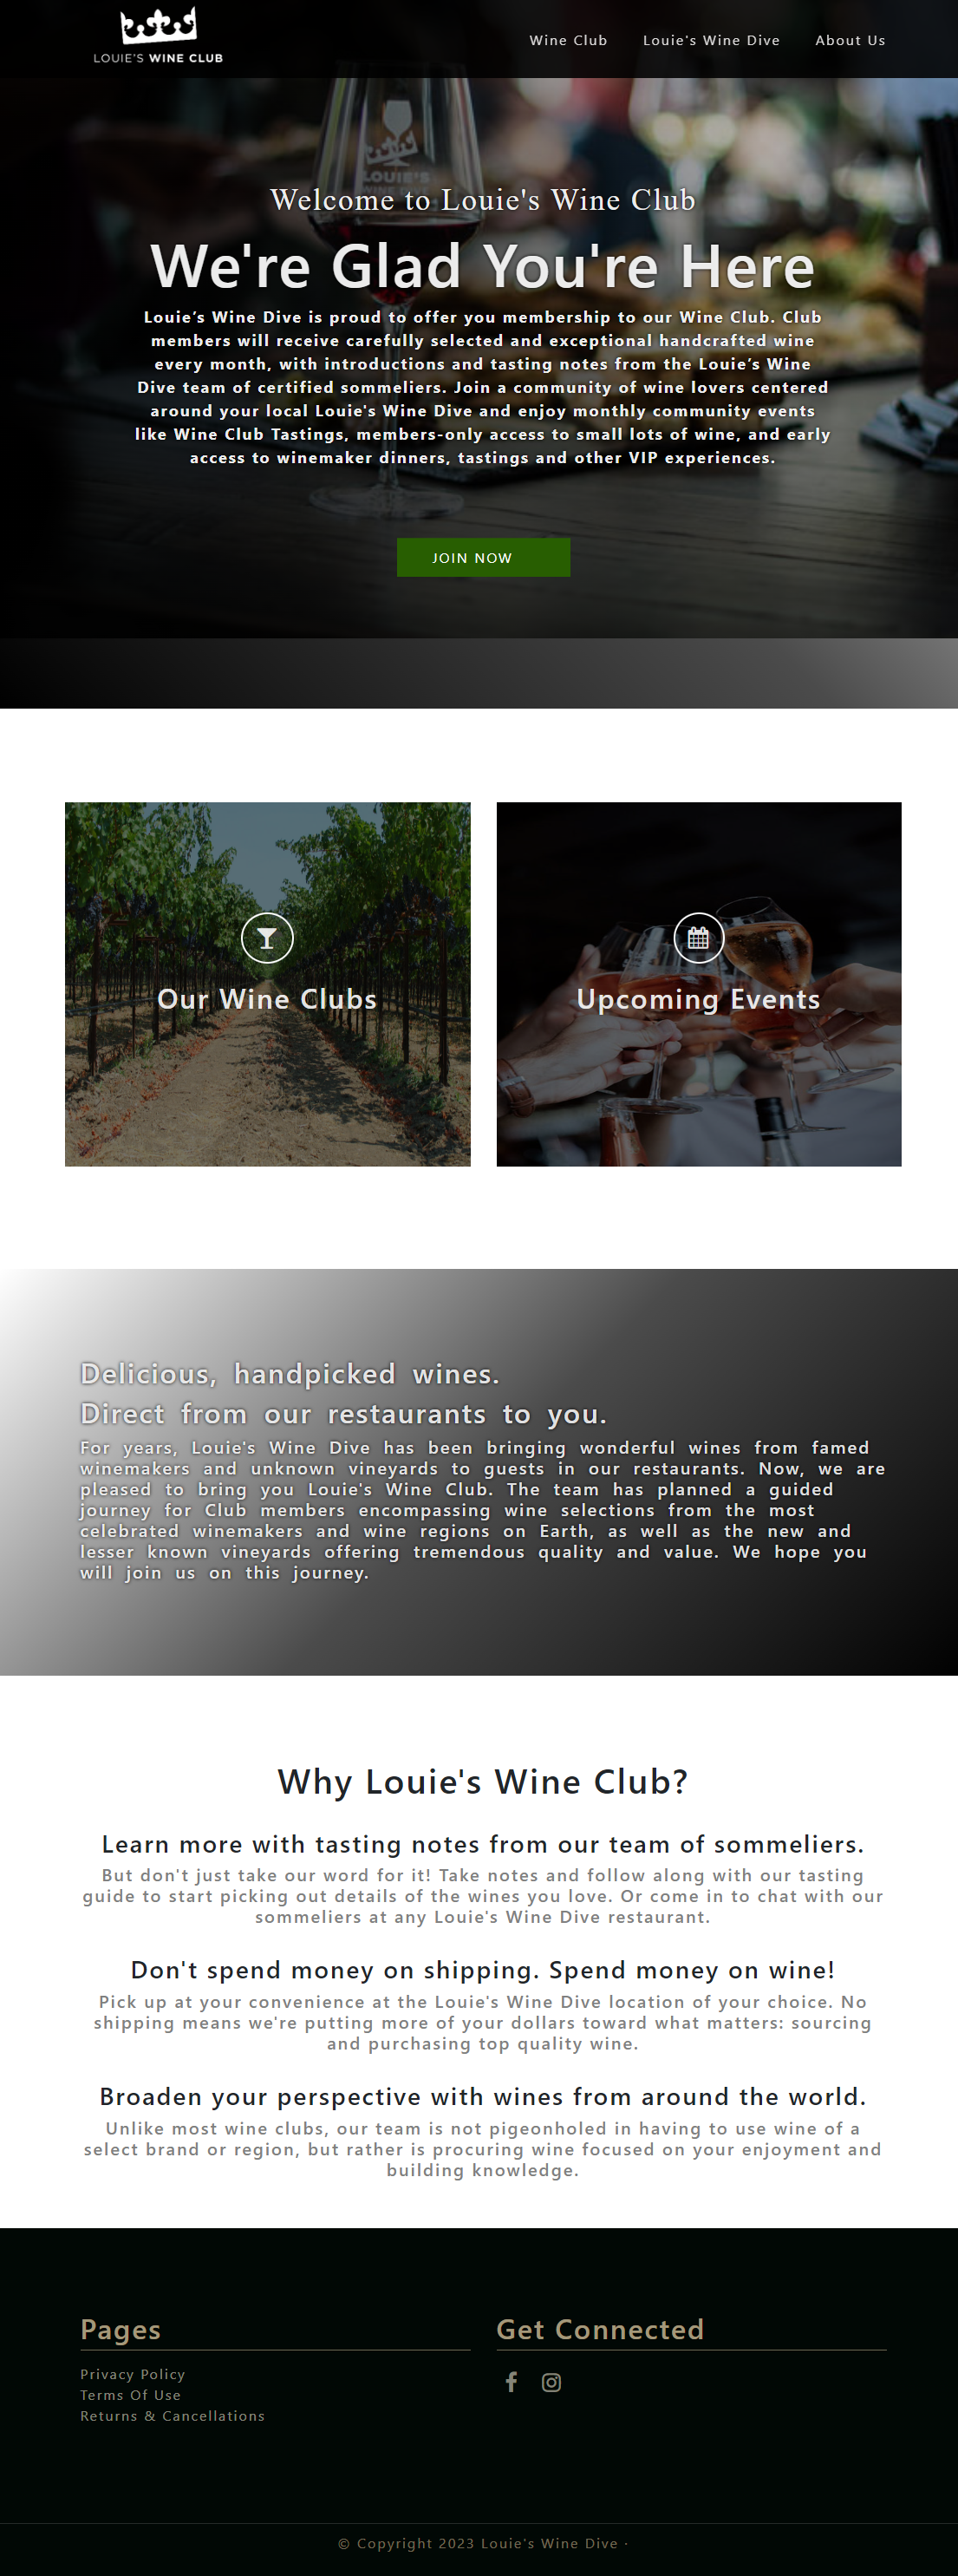 LOUIE'S WINE CLUB
Wine Club Louie's Wine Dive About Us
LOUIE'S
WINE DIVE
Welcome to Louie's Wine Club
We're Glad You're Here
Louie’s Wine Dive is proud to offer you membership to our Wine Club. Club
members will receive carefully selected and exceptional handcrafted wine
every month, with introductions and tasting notes from the Louie’s Wine
Dive team of certified sommeliers. Join a community of wine lovers centered
around your local Louie's Wine Dive and enjoy monthly community events
like Wine Club Tastings, members-only access to small lots of wine, and early
access to winemaker dinners, tastings and other VIP experiences.
JOIN NOW
Our Wine Clubs
Upcoming Events
Delicious, handpicked wines.
Direct from our restaurants to you.
For years, Louie's Wine Dive has been bringing wonderful wines from famed
winemakers and unknown vineyards to guests in our restaurants. Now, we are
pleased to bring you Louie's Wine Club. The team has planned a guided
journey for Club members encompassing wine selections from the most
celebrated winemakers and wine regions on Earth, as well as the new and
lesser known vineyards offering tremendous quality and value. We hope you
will join us on this journey.
Why Louie's Wine Club?
Learn more with tasting notes from our team of sommeliers.
But don't just take our word for it! Take notes and follow along with our tasting
guide to start picking out details of the wines you love. Or come in to chat with our
sommeliers at any Louie's Wine Dive restaurant.
Don't spend money on shipping. Spend money on wine!
Pick up at your convenience at the Louie's Wine Dive location of your choice. No
shipping means we're putting more of your dollars toward what matters: sourcing
and purchasing top quality wine.
Broaden your perspective with wines from around the world.
Unlike most wine clubs, our team is not pigeonholed in having to use wine of a
select brand or region, but rather is procuring wine focused on your enjoyment and
building knowledge.
Pages
Privacy Policy
Terms Of Use
Returns & Cancellations
Get Connected
© Copyright 2023 Louie's Wine Dive ·